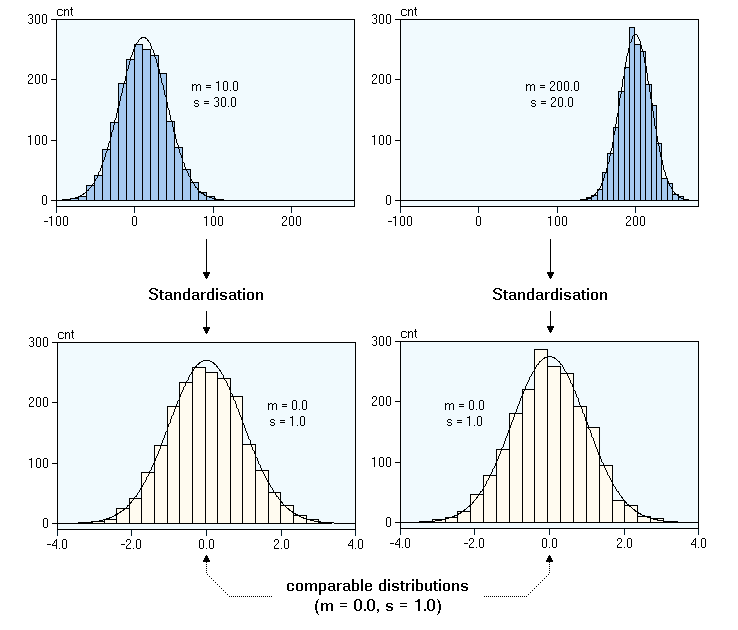 300 cnt
200
100
0
m = 10.0
s = 30.0
-100 0 100 200
300 cnt
200
100
0
m = 200.0
s = 20.0
-100 0 100 200
Standardisation
Standardisation
300 cnt
200
100
0
m = 0.0
s = 1.0
-4.0 -2.0 0.0 2.0 4.0
300 cnt
200
100
0
m = 0.0
s = 1.0
-4.0 -2.0 0.0 2.0 4.0
comparable distributions
(m = 0.0, s = 1.0)